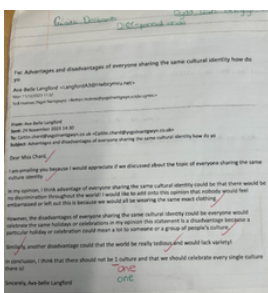 Fw: Advantages and disadvantages of everyone sharing the same cultural identity how do
yo
Ava-Belle Langford
From: Ava-Belle Langford
Sent: 29 November 2023 14:30
Subject: Advantages and disadvantages of everyone sharing the same cultural identity how do yo
Dear Miss Chard,
I am emailing you because I would appreciate if we discussed about the topic of everyone sharing the same
culture identity.
In my opinion, I think advantage of everyone sharing the same cultural identity could be that there would be
no discrimination throughout the world! I would like to add onto this opinion that nobody would feel
embarrassed or left out this is because we would all be wearing the same exact clothing.
However, the disadvantages of everyone sharing the same cultural identity could be everyone would
celebrate the same holidays or celebrations in my opinion this statement is a disadvantage because a
particular holiday or celebration could mean a lot to someone or a group of people's culture.
Similarly, another disadvantage could that the world be really tedious and would lack variety!
In conclusion, I think that there should not be 1 culture and that we should celebrate every single culture
there is!
one
one
Sincerely, Ava-belle Langford